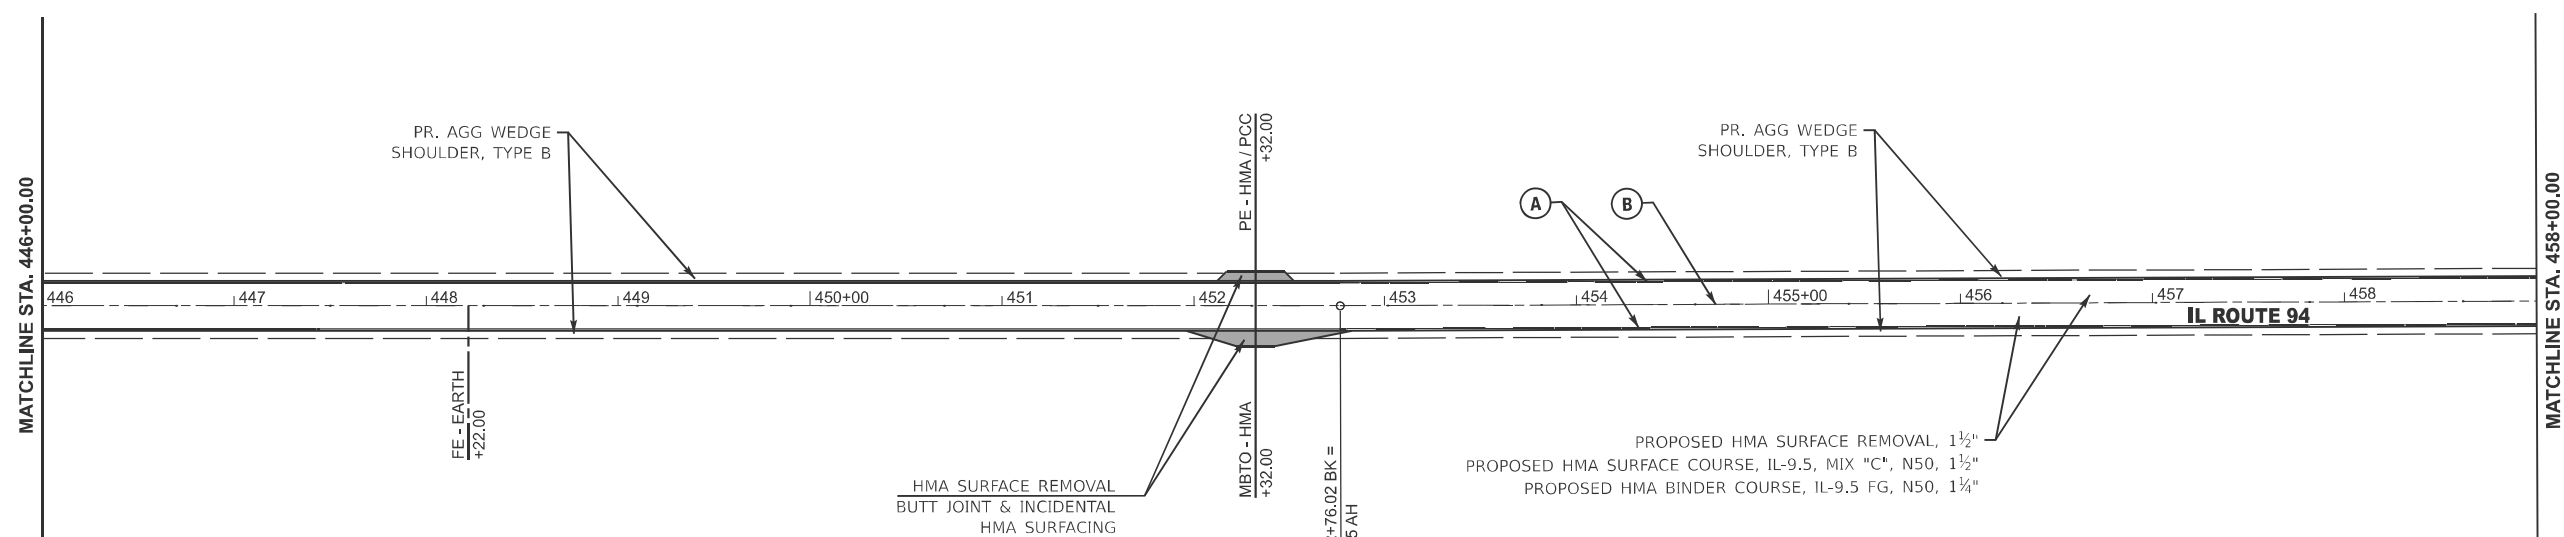 MATCHLINE STA. 446+00.00
PR. AGG WEDGE
SHOULDER, TYPE B
PE - HMA / PCC
+32.00
A
B
PR. AGG WEDGE
SHOULDER, TYPE B
MATCHLINE STA. 458+00.00
446
447
448
449
450+00
451
452
453
454
455+00
456
457
458
IL ROUTE 94
FE - EARTH
+22.00
HMA SURFACE REMOVAL
BUTT JOINT & INCIDENTAL
HMA SURFACING
MBTO - HMA
+32.00
+76.02 BK =
AH
PROPOSED HMA SURFACE REMOVAL, 1½"
PROPOSED HMA SURFACE COURSE, IL-9.5, MIX "C", N50, 1½"
PROPOSED HMA BINDER COURSE, IL-9.5 FG, N50, 1¼"